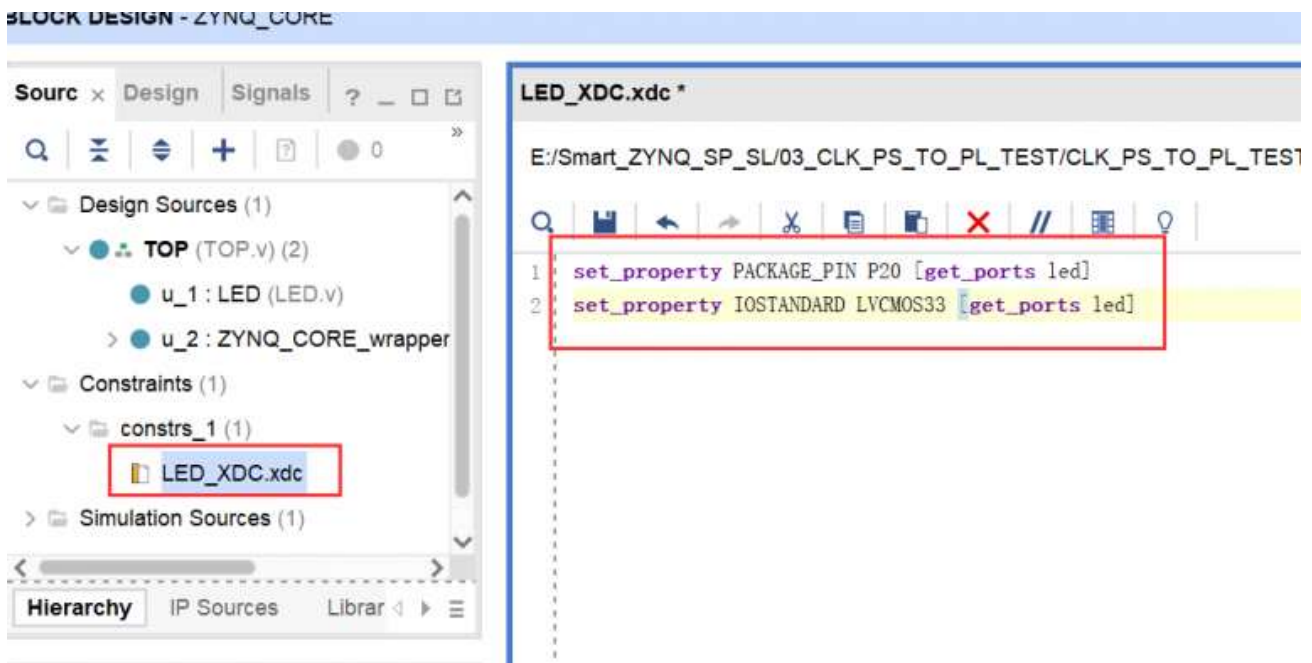 BLOCK DESIGN - ZYNQ_CORE
Sourc × Design Signals ? _
0 »
Design Sources (1)
TOP (TOP.v) (2)
u_1 : LED (LED.v)
u_2 : ZYNQ_CORE_wrapper
Constraints (1)
constrs_1 (1)
LED_XDC.xdc
Simulation Sources (1)
Hierarchy IP Sources Librar
LED_XDC.xdc *
E:/Smart_ZYNQ_SP_SL/03_CLK_PS_TO_PL_TEST/CLK_PS_TO_PL_TEST
//
1 set_property PACKAGE_PIN P20 [get_ports led]
2 set_property IOSTANDARD LVCMOS33 [get_ports led]